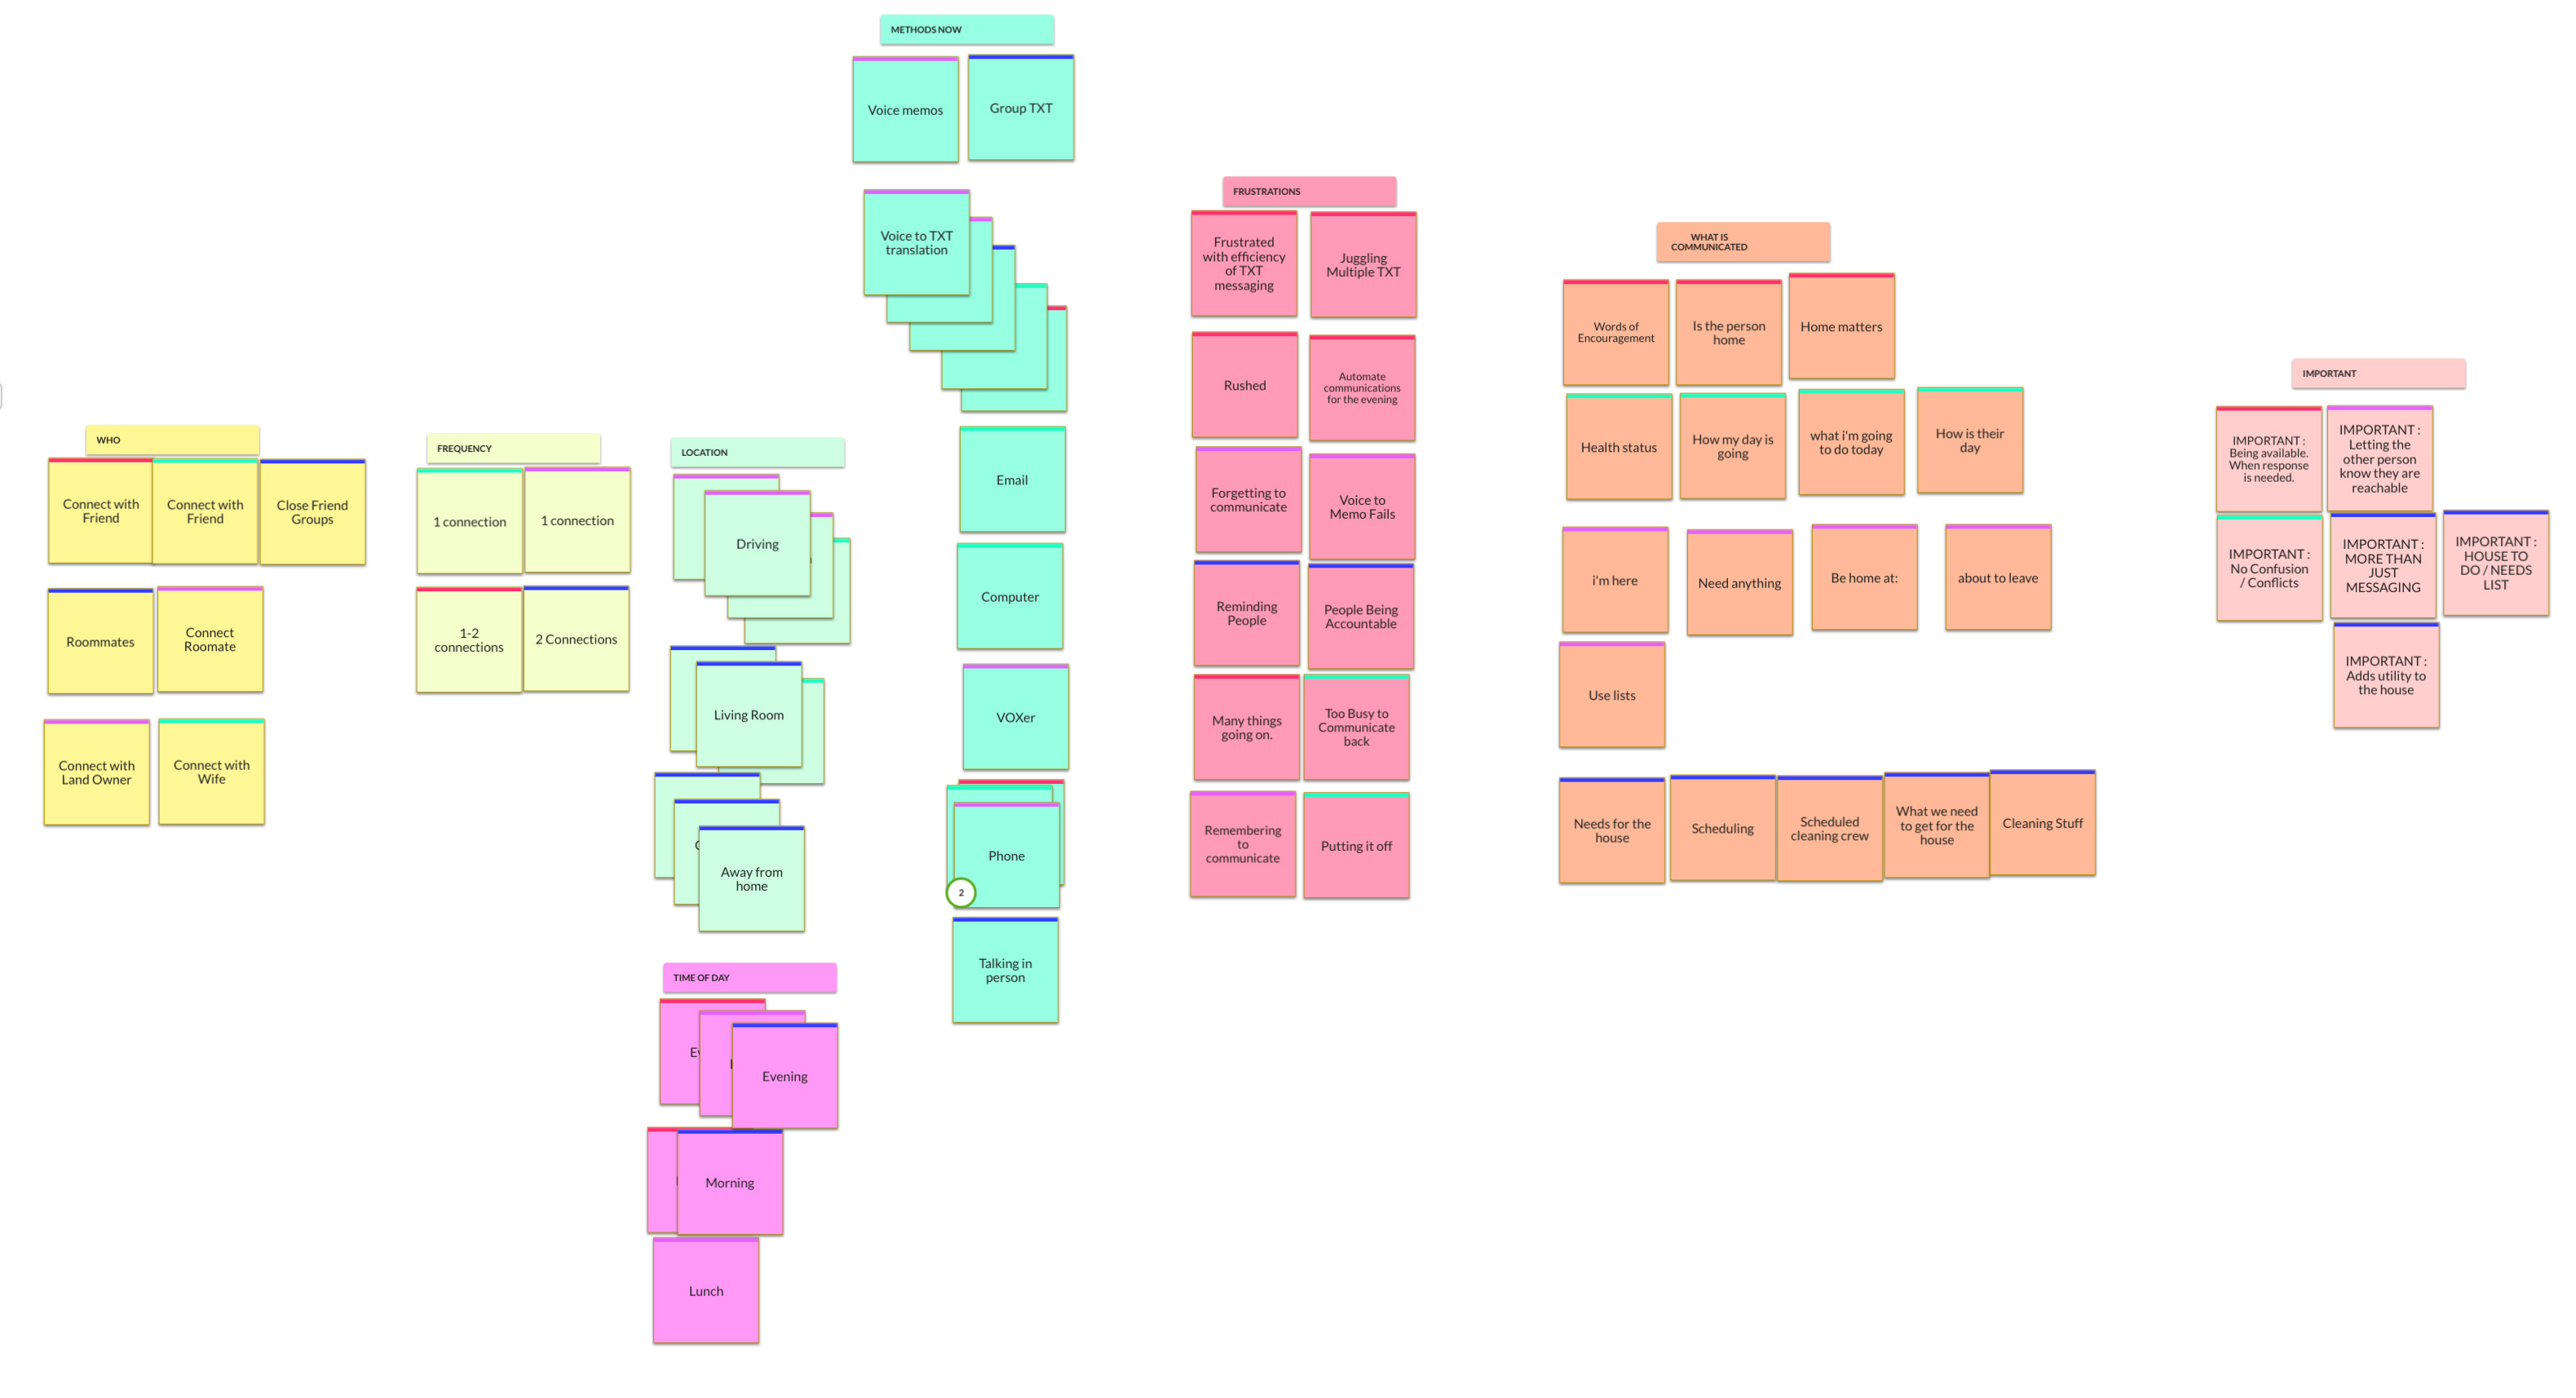 METHODS NOW
Voice memos
Group TXT
Voice to TXT
translation
Email
Computer
VOXer
Phone
2
Talking in
person
FRUSTRATIONS
Frustrated
with efficiency
of TXT
messaging
Juggling
Multiple TXT
Rushed
Automate
communications
for the evening
Forgetting to
communicate
Voice to
Memo Fails
Reminding
People
People Being
Accountable
Many things
going on.
Too Busy to
Communicate
back
Remembering
to
communicate
Putting it off
WHAT IS
COMMUNICATED
Words of
Encouragement
Is the person
home
Home matters
Health status
How my day is
going
what i'm going
to do today
How is their
day
i'm here
Need anything
Be home at:
about to leave
Use lists
Needs for the
house
Scheduling
Scheduled
cleaning crew
What we need
to get for the
house
Cleaning Stuff
IMPORTANT
IMPORTANT :
Being available.
When response
is needed.
IMPORTANT :
Letting the
other person
know they are
reachable
IMPORTANT :
No Confusion
/ Conflicts
IMPORTANT :
MORE THAN
JUST
MESSAGING
IMPORTANT :
HOUSE TO
DO / NEEDS
LIST
IMPORTANT :
Adds utility to
the house
WHO
Connect with
Friend
Connect with
Friend
Close Friend
Groups
Roommates
Connect
Roomate
Connect with
Land Owner
Connect with
Wife
FREQUENCY
1 connection
1 connection
1-2
connections
2 Connections
LOCATION
Driving
Living Room
Away from
home
TIME OF DAY
Evening
Morning
Lunch